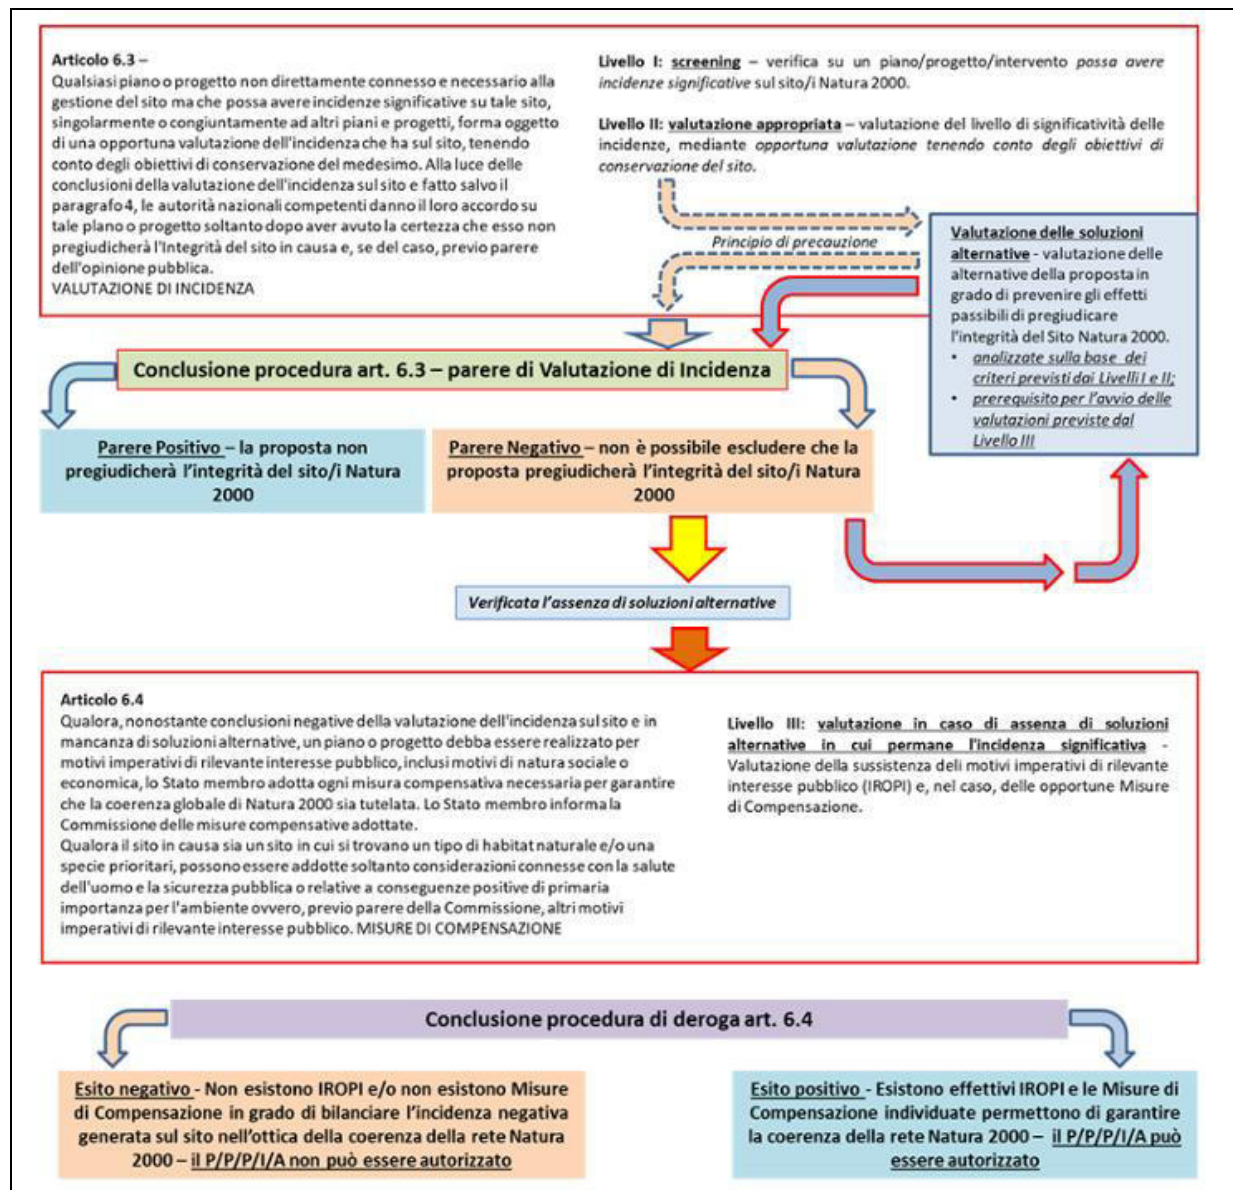 Articolo 6.3 –
Qualsiasi piano o progetto non direttamente connesso e necessario alla
gestione del sito ma che possa avere incidenze significative su tale sito,
singolarmente o congiuntamente ad altri piani e progetti, forma oggetto
di una opportuna valutazione dell'incidenza che ha sul sito, tenendo
conto degli obiettivi di conservazione del medesimo. Alla luce delle
conclusioni della valutazione dell'incidenza sul sito e fatto salvo il
paragrafo 4, le autorità nazionali competenti danno il loro accordo su
tale piano o progetto soltanto dopo aver avuto la certezza che esso non
pregiudicherà l'Integrità del sito in causa e, se del caso, previo parere
dell'opinione pubblica.
VALUTAZIONE DI INCIDENZA
Livello I: screening – verifica su un piano/progetto/intervento possa avere
incidenze significative sul sito/i Natura 2000.
Livello II: valutazione appropriata – valutazione del livello di significatività delle
incidenze, mediante opportuna valutazione tenendo conto degli obiettivi di
conservazione del sito.
Principio di precauzione
Valutazione delle soluzioni
alternative - valutazione delle
alternative della proposta in
grado di prevenire gli effetti
passibili di pregiudicare
l'integrità del Sito Natura 2000.
• analizzate sulla base dei
criteri previsti dai Livelli I e II;
• prerequisito per l'avvio delle
valutazioni previste dal
Livello III
Conclusione procedura art. 6.3 – parere di Valutazione di Incidenza
Parere Positivo – la proposta non
pregiudicherà l'integrità del sito/i Natura
2000
Parere Negativo – non è possibile escludere che la
proposta pregiudicherà l'integrità del sito/i Natura
2000
Verificata l'assenza di soluzioni alternative
Articolo 6.4
Qualora, nonostante conclusioni negative della valutazione dell'incidenza sul sito e in
mancanza di soluzioni alternative, un piano o progetto debba essere realizzato per
motivi imperativi di rilevante interesse pubblico, inclusi motivi di natura sociale o
economica, lo Stato membro adotta ogni misura compensativa necessaria per garantire
che la coerenza globale di Natura 2000 sia tutelata. Lo Stato membro informa la
Commissione delle misure compensative adottate.
Qualora il sito in causa sia un sito in cui si trovano un tipo di habitat naturale e/o una
specie prioritari, possono essere addotte soltanto considerazioni connesse con la salute
dell'uomo e la sicurezza pubblica o relative a conseguenze positive di primaria
importanza per l'ambiente ovvero, previo parere della Commissione, altri motivi
imperativi di rilevante interesse pubblico. MISURE DI COMPENSAZIONE
Livello III: valutazione in caso di assenza di soluzioni
alternative in cui permane l'incidenza significativa -
Valutazione della sussistenza deli motivi imperativi di rilevante
interesse pubblico (IROPI) e, nel caso, delle opportune Misure
di Compensazione.
Conclusione procedura di deroga art. 6.4
Esito negativo - Non esistono IROPI e/o non esistono Misure
di Compensazione in grado di bilanciare l'incidenza negativa
generata sul sito nell'ottica della coerenza della rete Natura
2000 – il P/P/P/I/A non può essere autorizzato
Esito positivo - Esistono effettivi IROPI e le Misure di
Compensazione individuate permettono di garantire
la coerenza della rete Natura 2000 – il P/P/P/I/A può
essere autorizzato